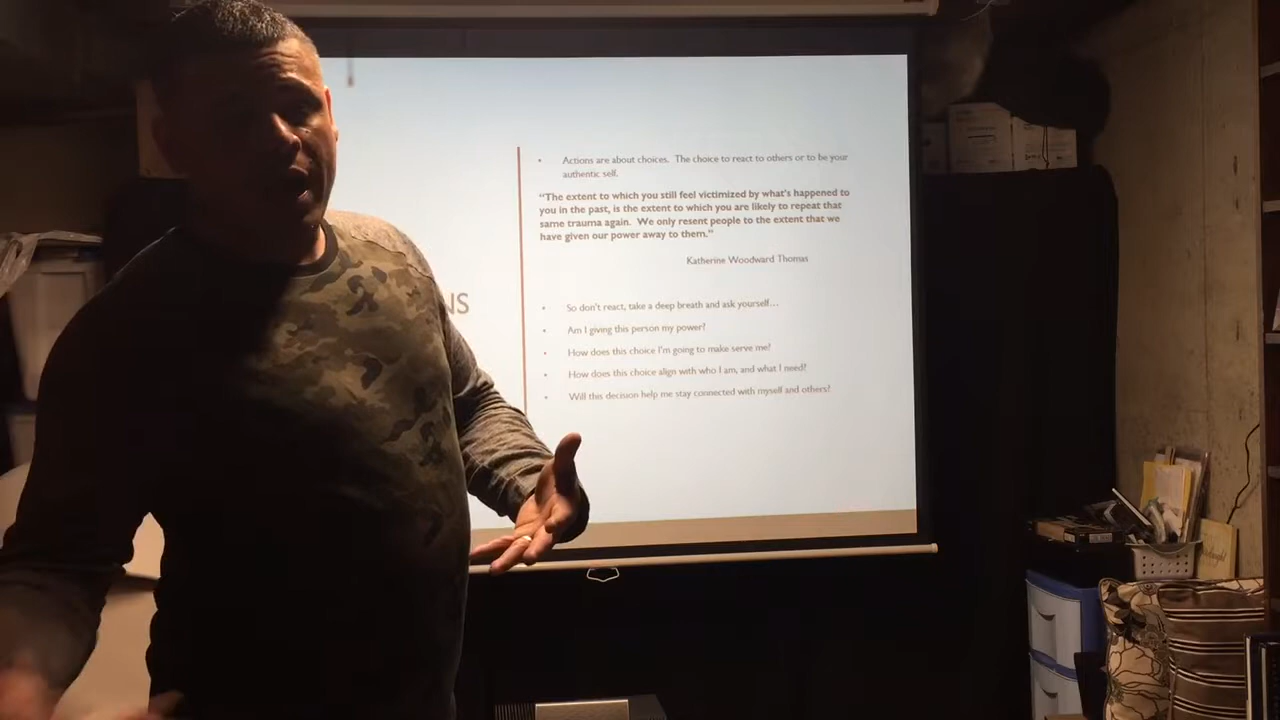 • Actions are about choices. The choice to react to others or to be your
authentic self.
"The extent to which you still feel victimized by what's happened to
you in the past, is the extent to which you are likely to repeat that
same trauma again. We only resent people to the extent that we
have given our power away to them."
Katherine Woodward Thomas
NS
• So don't react, take a deep breath and ask yourself…
• Am I giving this person my power?
• How does this choice I'm going to make serve me?
• How does this choice align with who I am, and what I need?
• Will this decision help me stay connected with myself and others?